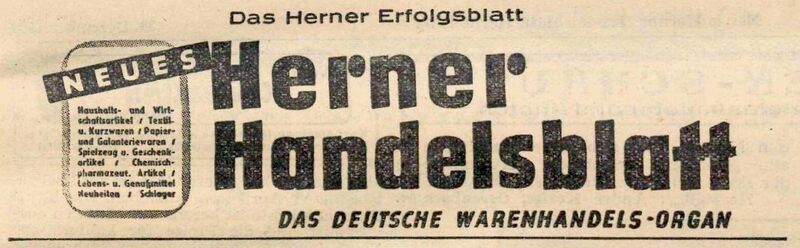 Das Herner Erfolgsblatt
NEUES
Herner
Handelsblatt
Haushalts- und Wirt-
schaftsartikel / Textil-
u. Kurzwaren / Papier-
und Galanteriewaren /
Spielzeug u. Geschenk-
artikel / Chemisch-
pharmazeut. Artikel /
Lebens- u. Genußmittel
Neuheiten / Schlager
DAS DEUTSCHE WARENHANDELS-ORGAN